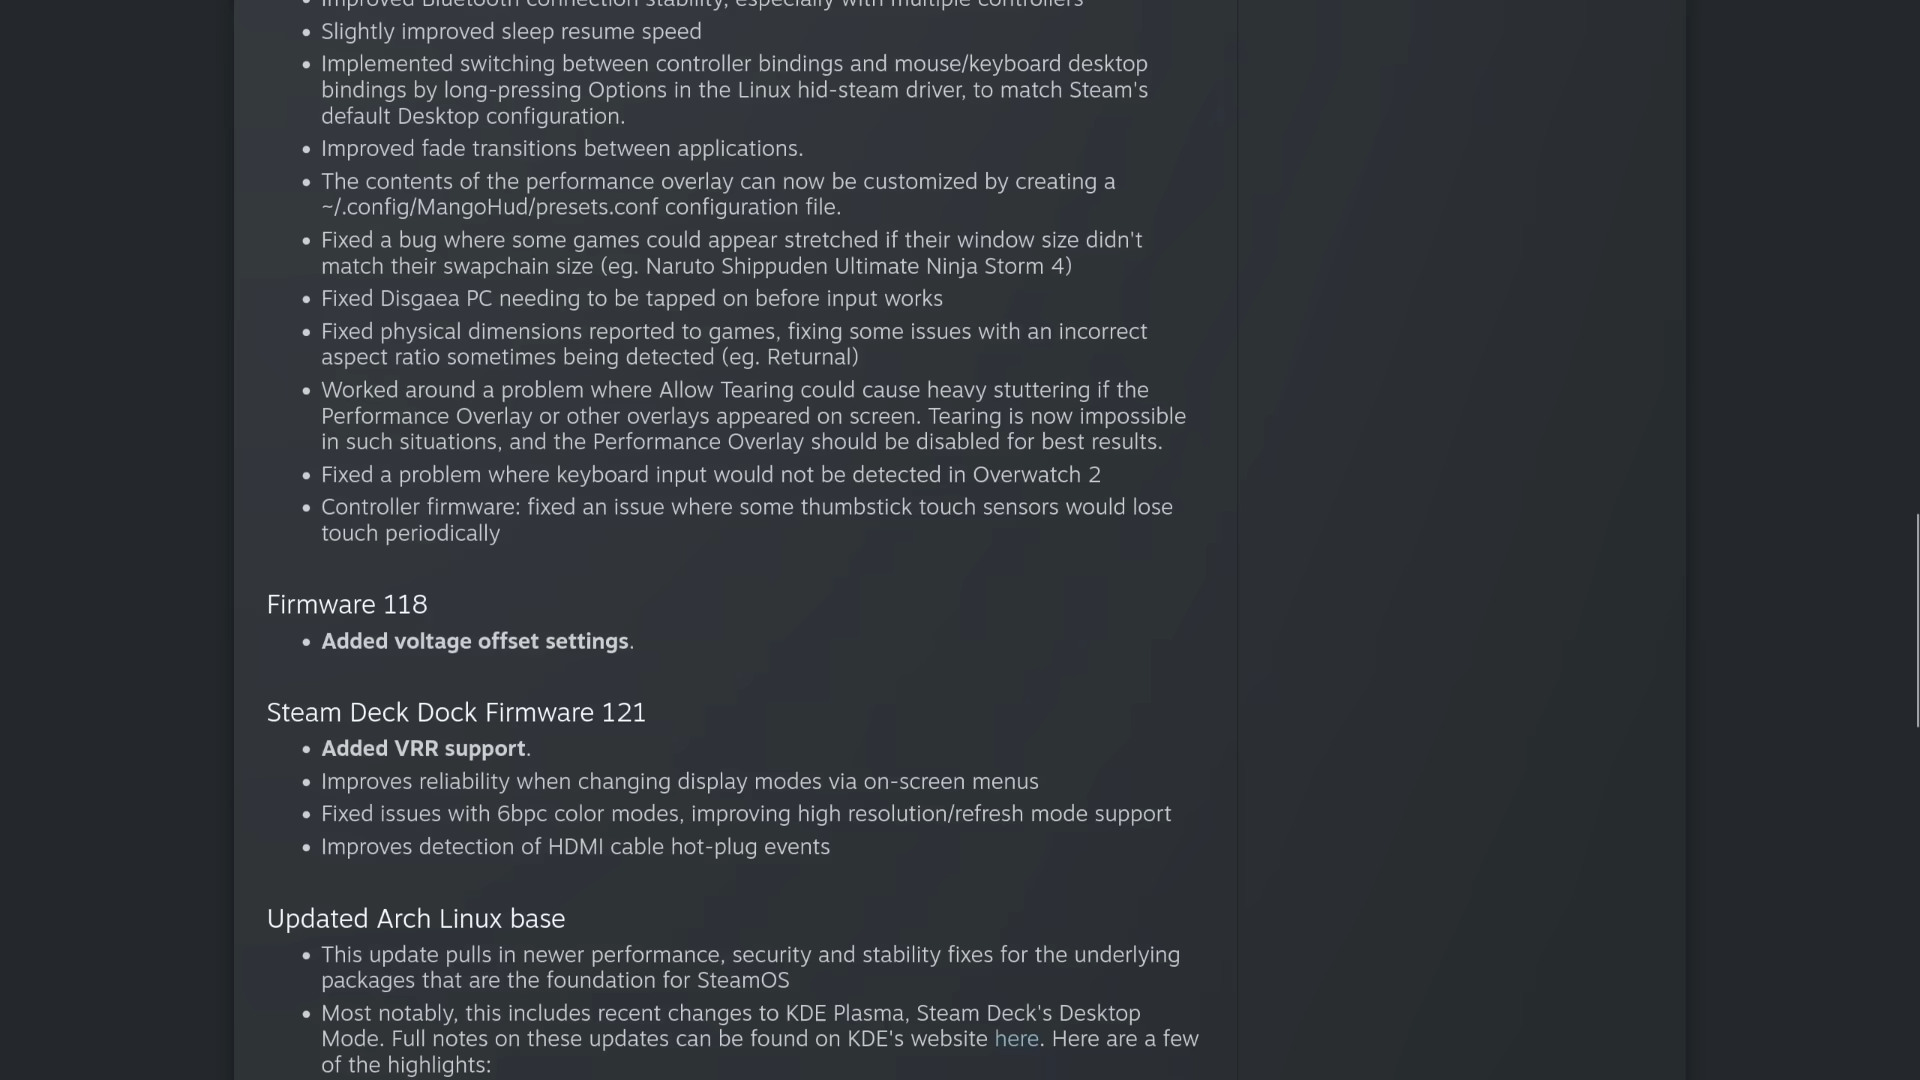 Improved Bluetooth connection stability, especially with multiple controllers
• Slightly improved sleep resume speed
• Implemented switching between controller bindings and mouse/keyboard desktop
bindings by long-pressing Options in the Linux hid-steam driver, to match Steam's
default Desktop configuration.
• Improved fade transitions between applications.
• The contents of the performance overlay can now be customized by creating a
~/.config/MangoHud/presets.conf configuration file.
• Fixed a bug where some games could appear stretched if their window size didn't
match their swapchain size (eg. Naruto Shippuden Ultimate Ninja Storm 4)
• Fixed Disgaea PC needing to be tapped on before input works
• Fixed physical dimensions reported to games, fixing some issues with an incorrect
aspect ratio sometimes being detected (eg. Returnal)
• Worked around a problem where Allow Tearing could cause heavy stuttering if the
Performance Overlay or other overlays appeared on screen. Tearing is now impossible
in such situations, and the Performance Overlay should be disabled for best results.
• Fixed a problem where keyboard input would not be detected in Overwatch 2
• Controller firmware: fixed an issue where some thumbstick touch sensors would lose
touch periodically
Firmware 118
• Added voltage offset settings.
Steam Deck Dock Firmware 121
• Added VRR support.
• Improves reliability when changing display modes via on-screen menus
• Fixed issues with 6bpc color modes, improving high resolution/refresh mode support
• Improves detection of HDMI cable hot-plug events
Updated Arch Linux base
• This update pulls in newer performance, security and stability fixes for the underlying
packages that are the foundation for SteamOS
• Most notably, this includes recent changes to KDE Plasma, Steam Deck's Desktop
Mode. Full notes on these updates can be found on KDE's website here. Here are a few
of the highlights: